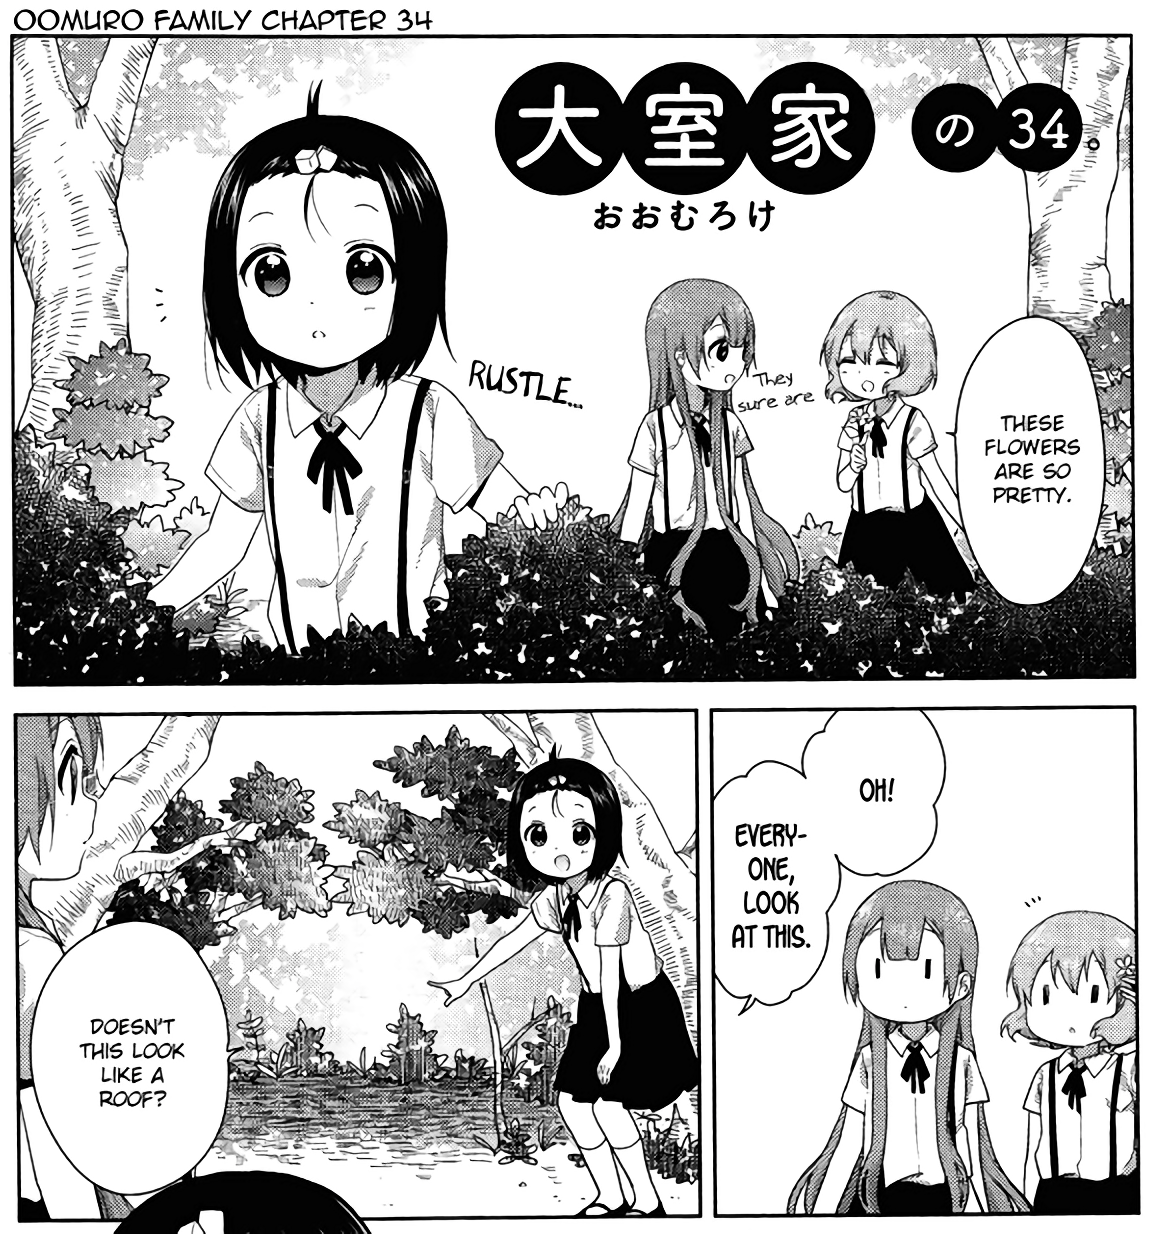 OOMURO FAMILY CHAPTER 34
大室家 の 34。
おおむろけ
RUSTLE...
They
sure are
THESE
FLOWERS
ARE SO
PRETTY.
OH!
EVERY-
ONE,
LOOK
AT THIS.
DOESN'T
THIS LOOK
LIKE A
ROOF?